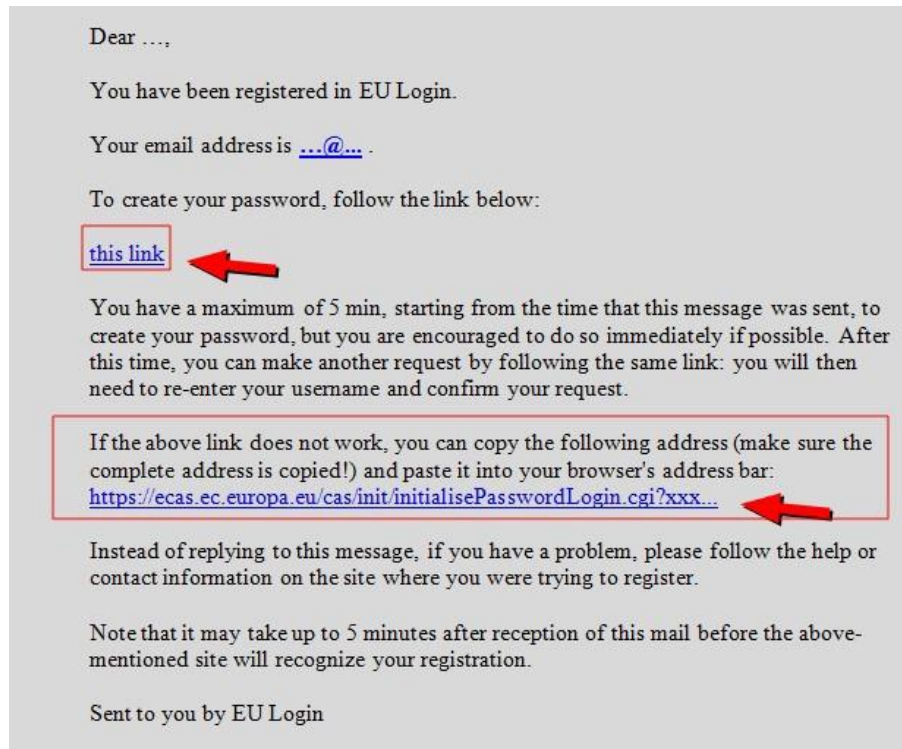 Dear ...,
You have been registered in EU Login.
Your email address is ...@... .
To create your password, follow the link below:
this link
You have a maximum of 5 min, starting from the time that this message was sent, to
create your password, but you are encouraged to do so immediately if possible. After
this time, you can make another request by following the same link: you will then
need to re-enter your username and confirm your request.
If the above link does not work, you can copy the following address (make sure the
complete address is copied!) and paste it into your browser's address bar:
https://ecas.ec.europa.eu/cas/init/initialisePasswordLogin.cgi?xxx...
Instead of replying to this message, if you have a problem, please follow the help or
contact information on the site where you were trying to register.
Note that it may take up to 5 minutes after reception of this mail before the above-
mentioned site will recognize your registration.
Sent to you by EU Login